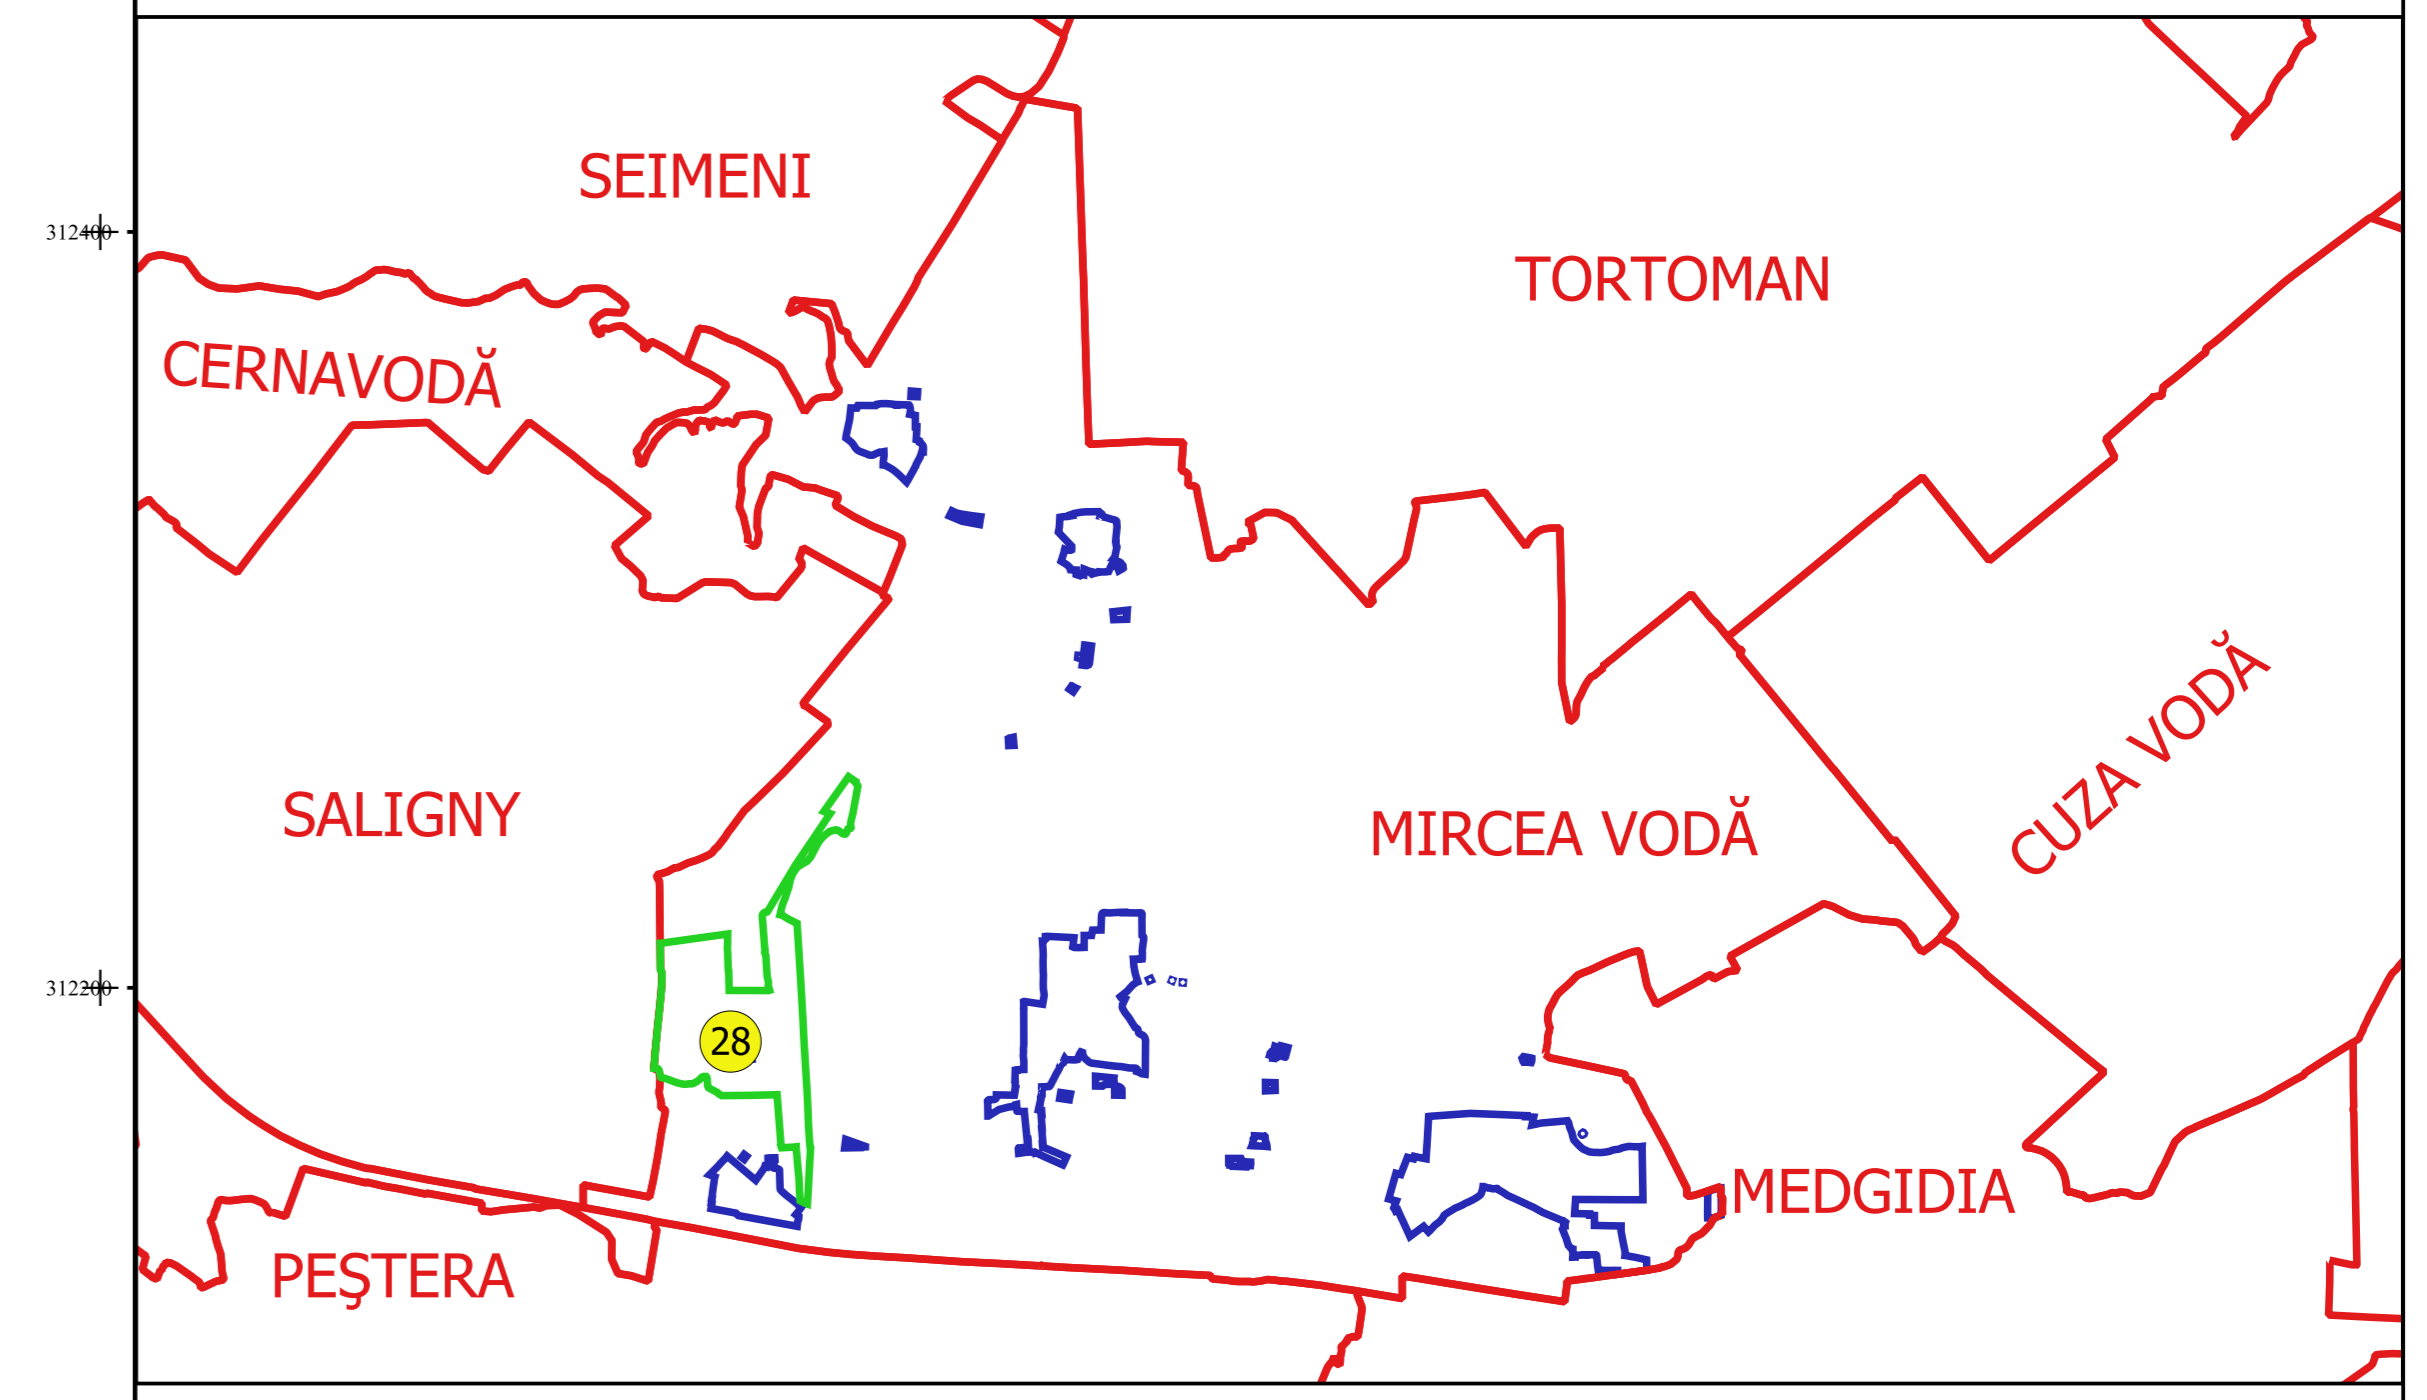 SEIMENI
312400
TORTOMAN
CERNAVODĂ
CUZA VODĂ
SALIGNY
MIRCEA VODĂ
312200
28
MEDGIDIA
PEŞTERA